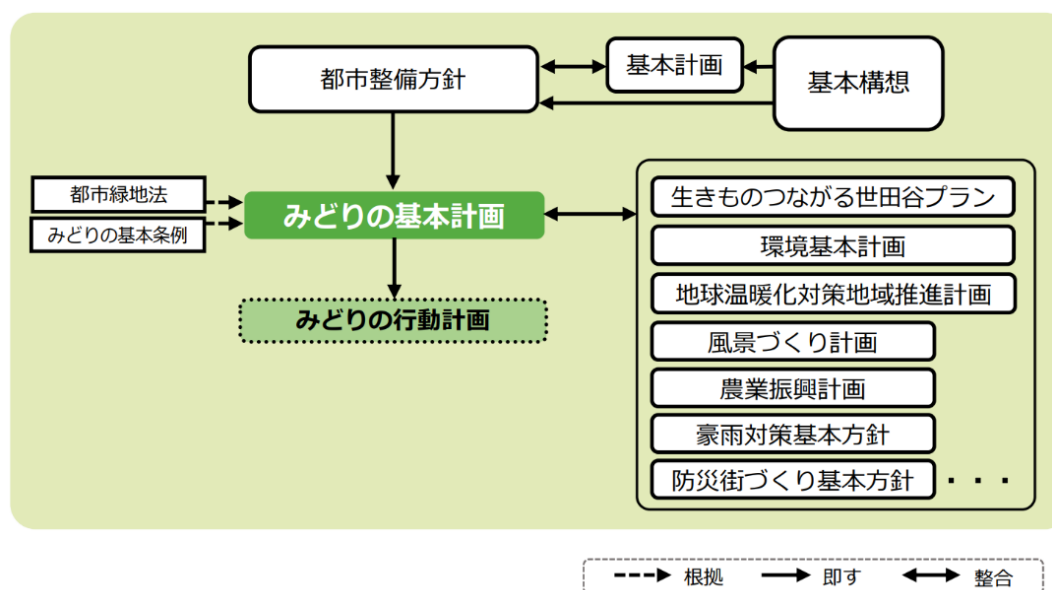 都市整備方針
基本計画
基本構想
都市緑地法
みどりの基本条例
みどりの基本計画
みどりの行動計画
生きものつながる世田谷プラン
環境基本計画
地球温暖化対策地域推進計画
風景づくり計画
農業振興計画
豪雨対策基本方針
防災街づくり基本方針 ・・・
根拠 即す 整合